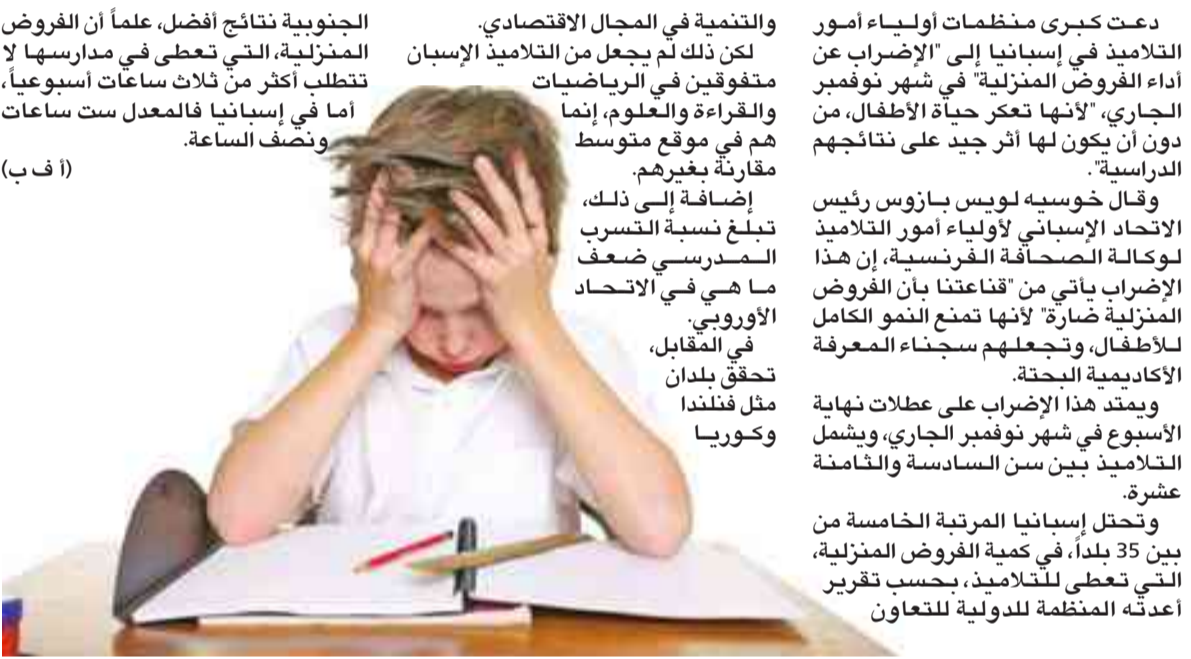 دعت كبرى منظمات أولياء أمور
التلاميذ في إسبانيا إلى "الإضراب عن
أداء الفروض المنزلية" في شهر نوفمبر
الجاري، "لأنها تعكر حياة الأطفال، من
دون أن يكون لها أثر جيد على نتائجهم
الدراسية".
وقال خوسيه لويس بازوس رئيس
الاتحاد الإسباني لأولياء أمور التلاميذ
لوكالة الصحافة الفرنسية، إن هذا
الإضراب يأتي من "قناعتنا بأن الفروض
المنزلية ضارة" لأنها تمنع النمو الكامل
للأطفال، وتجعلهم سجناء المعرفة
الأكاديمية البحتة.
ويمتد هذا الإضراب على عطلات نهاية
الأسبوع في شهر نوفمبر الجاري، ويشمل
التلاميذ بين سن السادسة والثامنة
عشرة.
وتحتل إسبانيا المرتبة الخامسة من
بين 35 بلداً، في كمية الفروض المنزلية،
التي تعطى للتلاميذ، بحسب تقرير
أعدته المنظمة للدولية للتعاون
والتنمية في المجال الاقتصادي.
لكن ذلك لم يجعل من التلاميذ الإسبان
متفوقين في الرياضيات
والقراءة والعلوم، إنما
هم في موقع متوسط
مقارنة بغيرهم.
إضافة إلى ذلك،
تبلغ نسبة التسرب
المدرسي ضعف
ما هي في الاتحاد
الأوروبي.
في المقابل،
تحقق بلدان
مثل فنلندا
وكوريا
الجنوبية نتائج أفضل، علماً أن الفروض
المنزلية، التي تعطى في مدارسها لا
تتطلب أكثر من ثلاث ساعات أسبوعياً،
أما في إسبانيا فالمعدل ست ساعات
ونصف الساعة.
(أ ف ب)